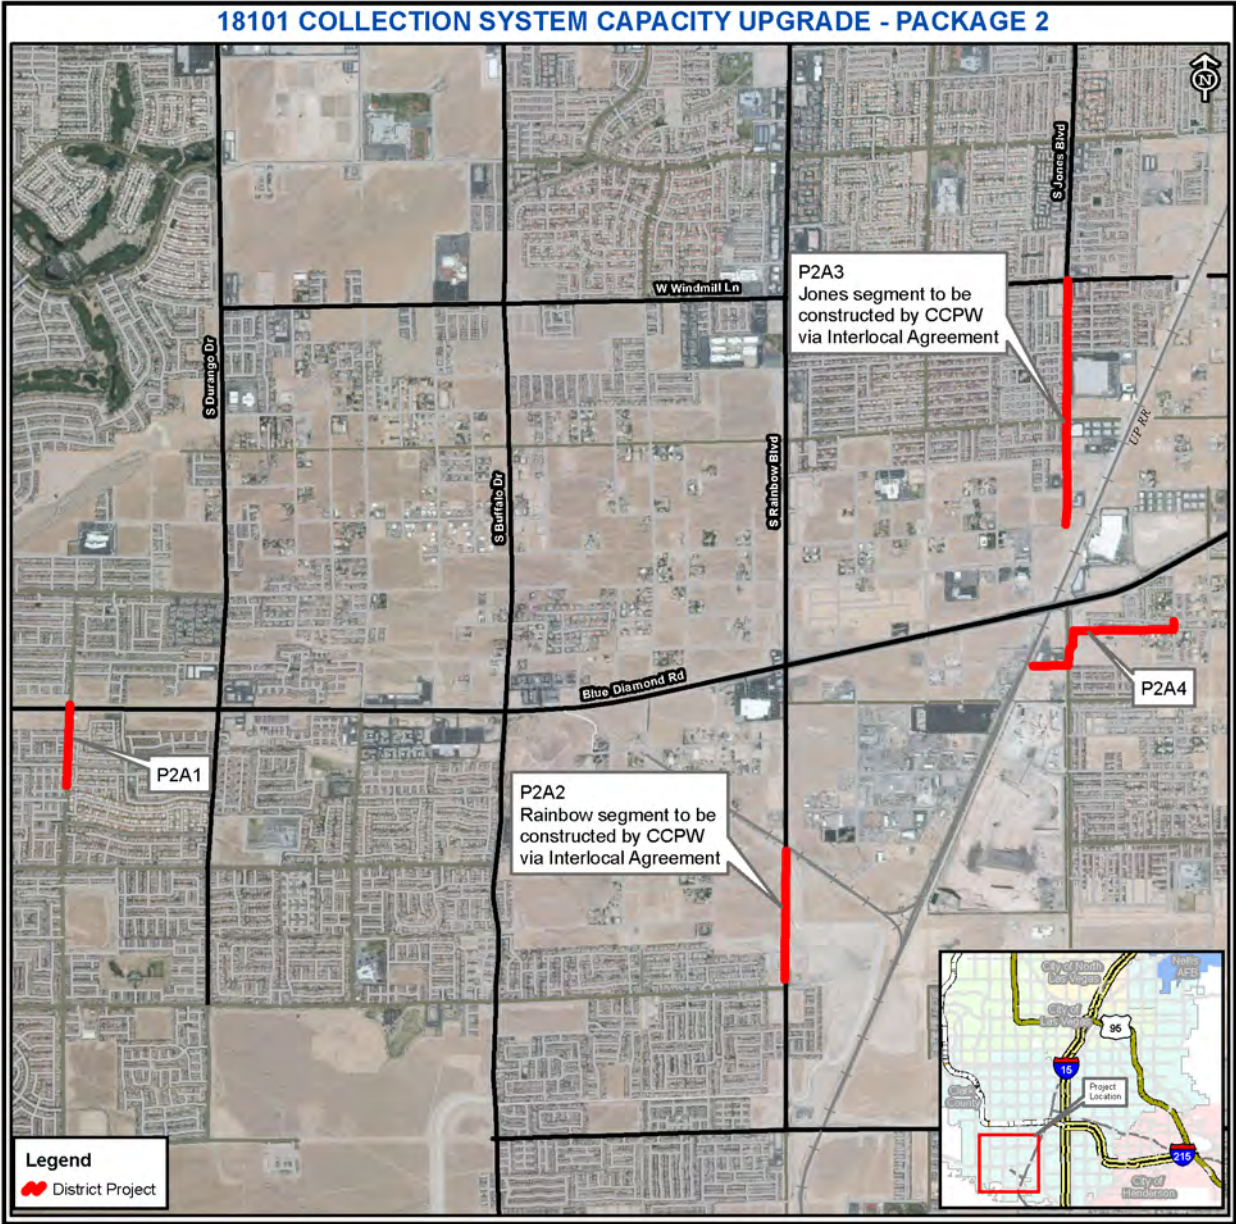 18101 COLLECTION SYSTEM CAPACITY UPGRADE - PACKAGE 2
N
S Jones Blvd
P2A3
Jones segment to be
constructed by CCPW
via Interlocal Agreement
W Windmill Ln
S Durango Dr
UP RR
S Buffalo Dr
S Rainbow Blvd
Blue Diamond Rd
P2A4
P2A1
P2A2
Rainbow segment to be
constructed by CCPW
via Interlocal Agreement
City of North
Las Vegas
Nellis
AFB
City of
Las Vegas
95
15
Project
Location
County
215
City of
Henderson
Legend
District Project